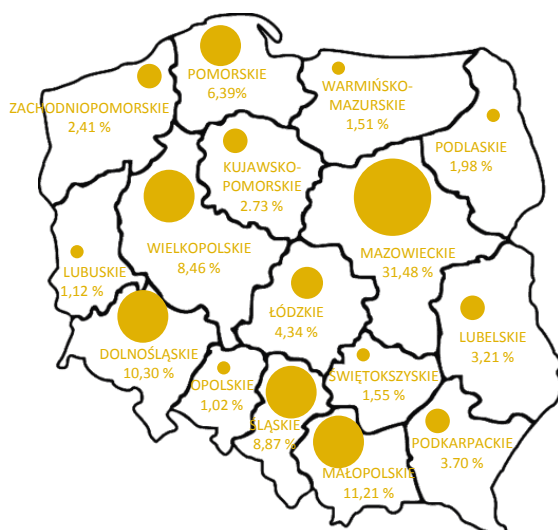 POMORSKIE
6,39%
ZACHODNIOPOMORSKIE
2,41 %
WARMIŃSKO-
MAZURSKIE
1,51 %
PODLASKIE
1,98 %
KUJAWSKO-
POMORSKIE
2.73 %
WIELKOPOLSKIE
8,46 %
MAZOWIECKIE
31,48 %
LUBUSKIE
1,12 %
ŁÓDZKIE
4,34 %
LUBELSKIE
3,21 %
DOLNOŚLĄSKIE
10,30 %
OPOLSKIE
1,02 %
ŚWIĘTOKSZYSKIE
1,55 %
ŚLĄSKIE
8,87 %
MAŁOPOLSKIE
11,21 %
PODKARPACKIE
3.70 %